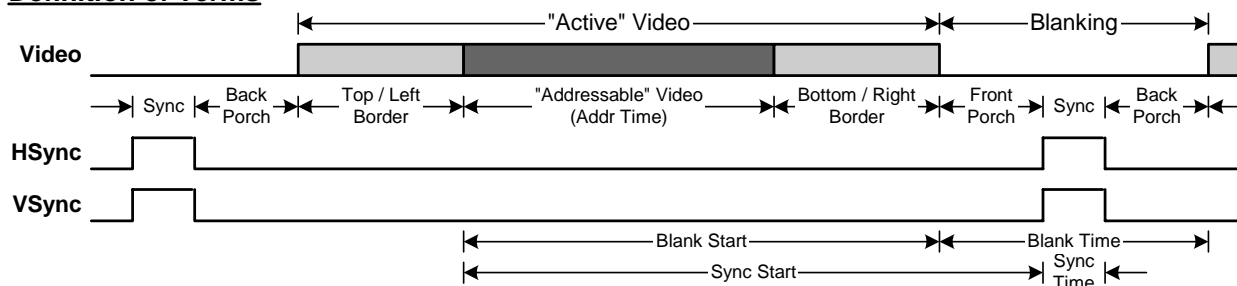 Definition of Terms
"Active" Video
Blanking
Video
Sync
Back
Porch
Top / Left
Border
"Addressable" Video
(Addr Time)
Bottom / Right
Border
Front
Porch
Sync
Back
Porch
HSync
VSync
Blank Start
Blank Time
Sync Start
Sync
Time